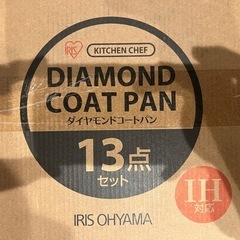 IRIS
KITCHEN CHEF
DIAMOND
COAT PAN
ダイヤモンドコートパン
13点
セット
IH
対応
IRIS OHYAMA